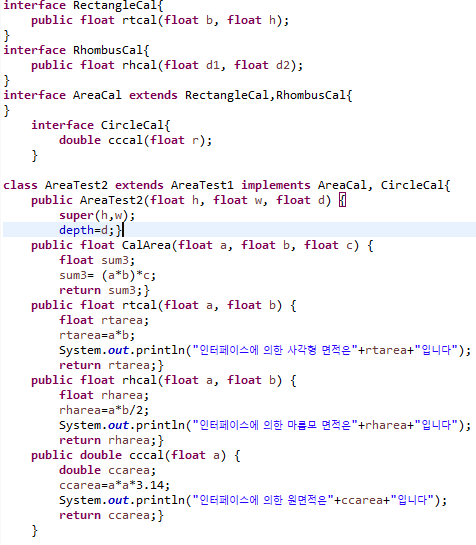 interface RectangleCal{
    public float rtcal(float b, float h);
}
interface RhombusCal{
    public float rhcal(float d1, float d2);
}
interface AreaCal extends RectangleCal,RhombusCal{
}
    interface CircleCal{
        double cccal(float r);
    }

class AreaTest2 extends AreaTest1 implements AreaCal, CircleCal{
    public AreaTest2(float h, float w, float d) {
        super(h,w);
        depth=d;}
    public float CalArea(float a, float b, float c) {
        float sum3;
        sum3= (a*b)*c;
        return sum3;}
    public float rtcal(float a, float b) {
        float rtarea;
        rtarea=a*b;
        System.out.println("인터페이스에 의한 사각형 면적은"+rtarea+"입니다");
        return rtarea;}
    public float rhcal(float a, float b) {
        float rharea;
        rharea=a*b/2;
        System.out.println("인터페이스에 의한 마름모 면적은"+rharea+"입니다");
        return rharea;}
    public double cccal(float a) {
        double ccarea;
        ccarea=a*a*3.14;
        System.out.println("인터페이스에 의한 원면적은"+ccarea+"입니다");
        return ccarea;}
    }